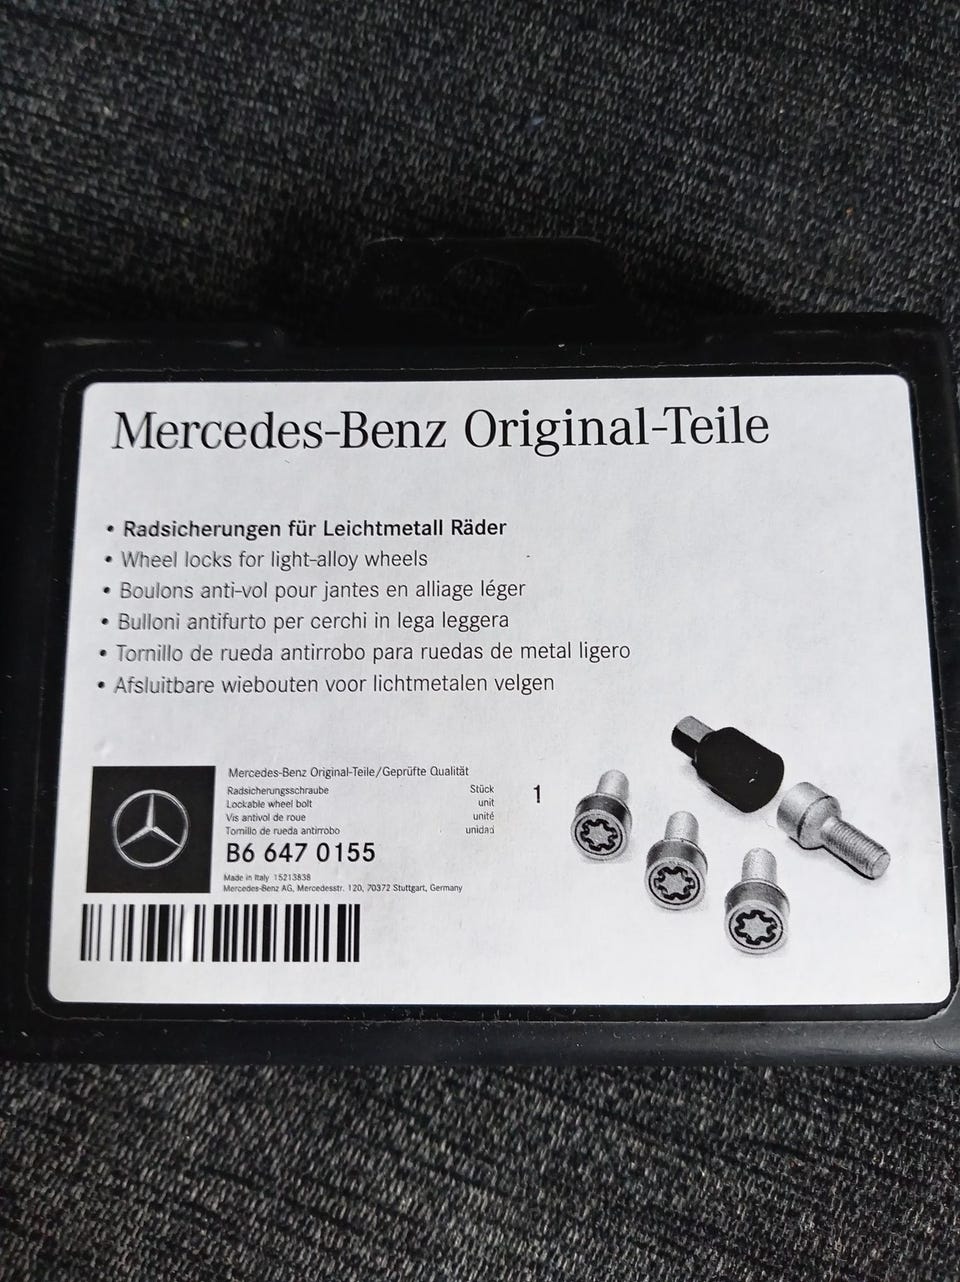 Mercedes-Benz Original-Teile
• Radsicherungen für Leichtmetall Räder
• Wheel locks for light-alloy wheels
• Boulons anti-vol pour jantes en alliage léger
• Bulloni antifurto per cerchi in lega leggera
• Tornillo de rueda antirrobo para ruedas de metal ligero
• Afsluitbare wiebouten voor lichtmetalen velgen
Mercedes-Benz Original-Teile/Geprüfte Qualität
Radsicherungsschraube Stück 1
Lockable wheel bolt unit
Vis antivol de roue unité
Tornillo de rueda antirrobo unidad
B6 647 0155
Made in Italy 15213838
Mercedes-Benz AG, Mercedesstr. 120, 70372 Stuttgart, Germany